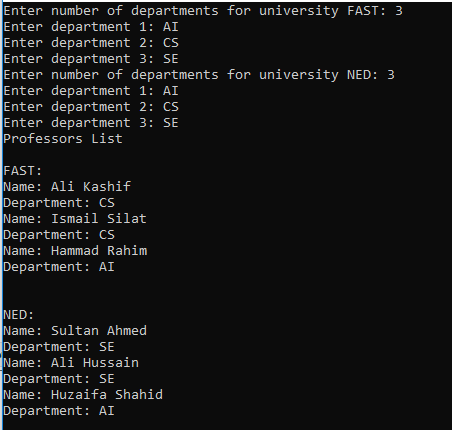 Enter number of departments for university FAST: 3
Enter department 1: AI
Enter department 2: CS
Enter department 3: SE
Enter number of departments for university NED: 3
Enter department 1: AI
Enter department 2: CS
Enter department 3: SE
Professors List
FAST:
Name: Ali Kashif
Department: CS
Name: Ismail Silat
Department: CS
Name: Hammad Rahim
Department: AI
NED:
Name: Sultan Ahmed
Department: SE
Name: Ali Hussain
Department: SE
Name: Huzaifa Shahid
Department: AI